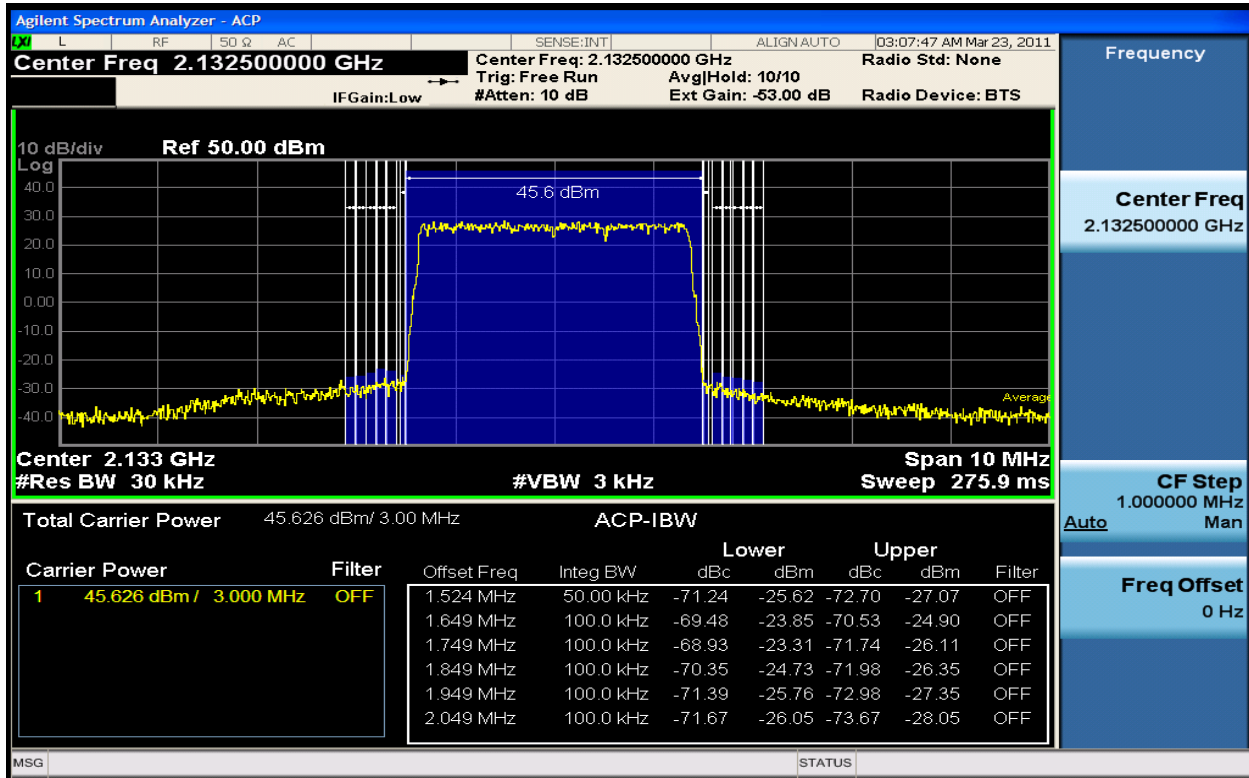 Agilent Spectrum Analyzer - ACP
LXI L RF 50 Ω AC SENSE:INT ALIGN AUTO 03:07:47 AM Mar 23, 2011
Center Freq 2.132500000 GHz
Center Freq: 2.132500000 GHz Radio Std: None
Trig: Free Run Avg|Hold: 10/10
IFGain:Low #Atten: 10 dB Ext Gain: -53.00 dB Radio Device: BTS
10 dB/div Ref 50.00 dBm
Log
40.0
30.0
20.0
10.0
0.00
-10.0
-20.0
-30.0
-40.0
45.6 dBm
Average
Center 2.133 GHz Span 10 MHz
#Res BW 30 kHz #VBW 3 kHz Sweep 275.9 ms
Total Carrier Power 45.626 dBm/ 3.00 MHz ACP-IBW
Lower Upper
Carrier Power Filter
1 45.626 dBm / 3.000 MHz OFF
Offset Freq Integ BW dBc dBm dBc dBm Filter
1.524 MHz 50.00 kHz -71.24 -25.62 -72.70 -27.07 OFF
1.649 MHz 100.0 kHz -69.48 -23.85 -70.53 -24.90 OFF
1.749 MHz 100.0 kHz -68.93 -23.31 -71.74 -26.11 OFF
1.849 MHz 100.0 kHz -70.35 -24.73 -71.98 -26.35 OFF
1.949 MHz 100.0 kHz -71.39 -25.76 -72.98 -27.35 OFF
2.049 MHz 100.0 kHz -71.67 -26.05 -73.67 -28.05 OFF
Frequency
Center Freq
2.132500000 GHz
CF Step
1.000000 MHz
Auto Man
Freq Offset
0 Hz
MSG STATUS